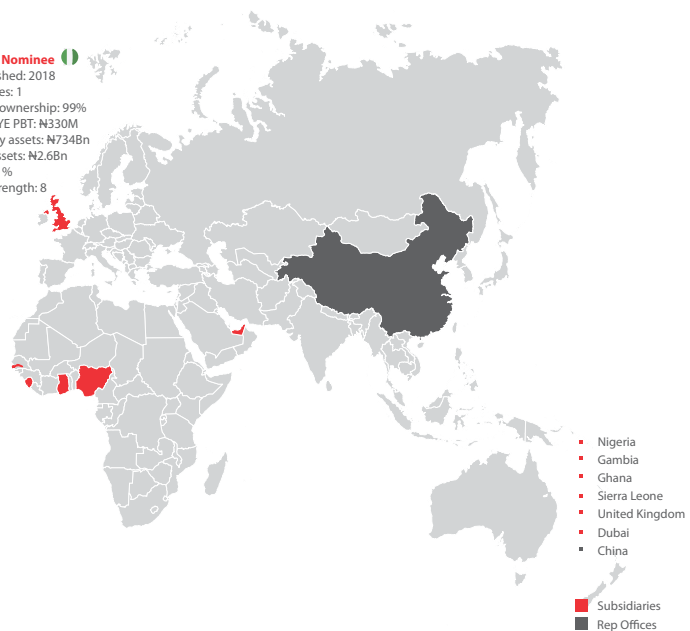 Nominee
shed: 2018
es: 1
ownership: 99%
YE PBT: ₦330M
y assets: ₦734Bn
ssets: ₦2.6Bn
%
rength: 8
Nigeria
Gambia
Ghana
Sierra Leone
United Kingdom
Dubai
China
Subsidiaries
Rep Offices